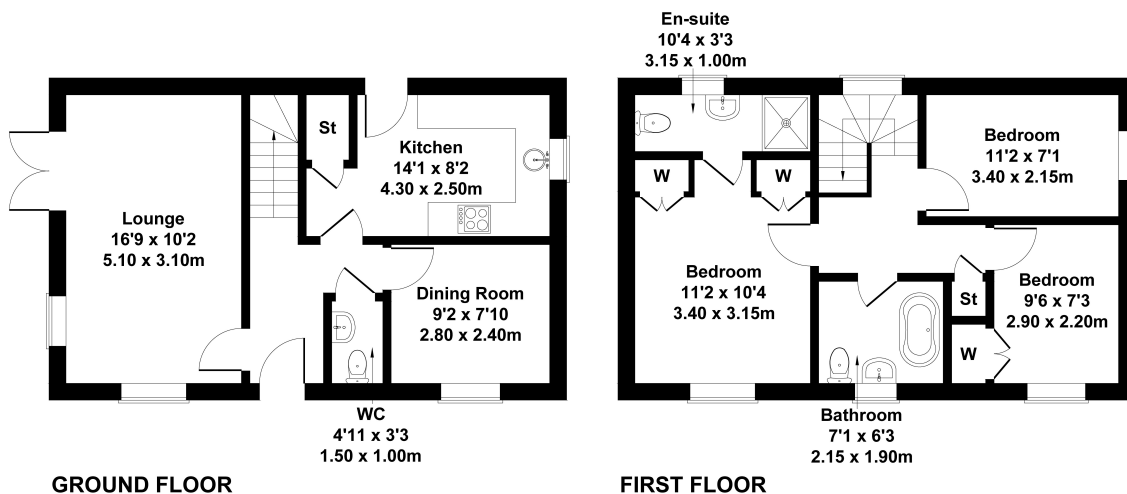 En-suite
10'4 x 3'3
3.15 x 1.00m
St
Kitchen
14'1 x 8'2
4.30 x 2.50m
Lounge
16'9 x 10'2
5.10 x 3.10m
Dining Room
9'2 x 7'10
2.80 x 2.40m
WC
4'11 x 3'3
1.50 x 1.00m
GROUND FLOOR
W
W
Bedroom
11'2 x 7'1
3.40 x 2.15m
Bedroom
11'2 x 10'4
3.40 x 3.15m
St
Bedroom
9'6 x 7'3
2.90 x 2.20m
W
Bathroom
7'1 x 6'3
2.15 x 1.90m
FIRST FLOOR